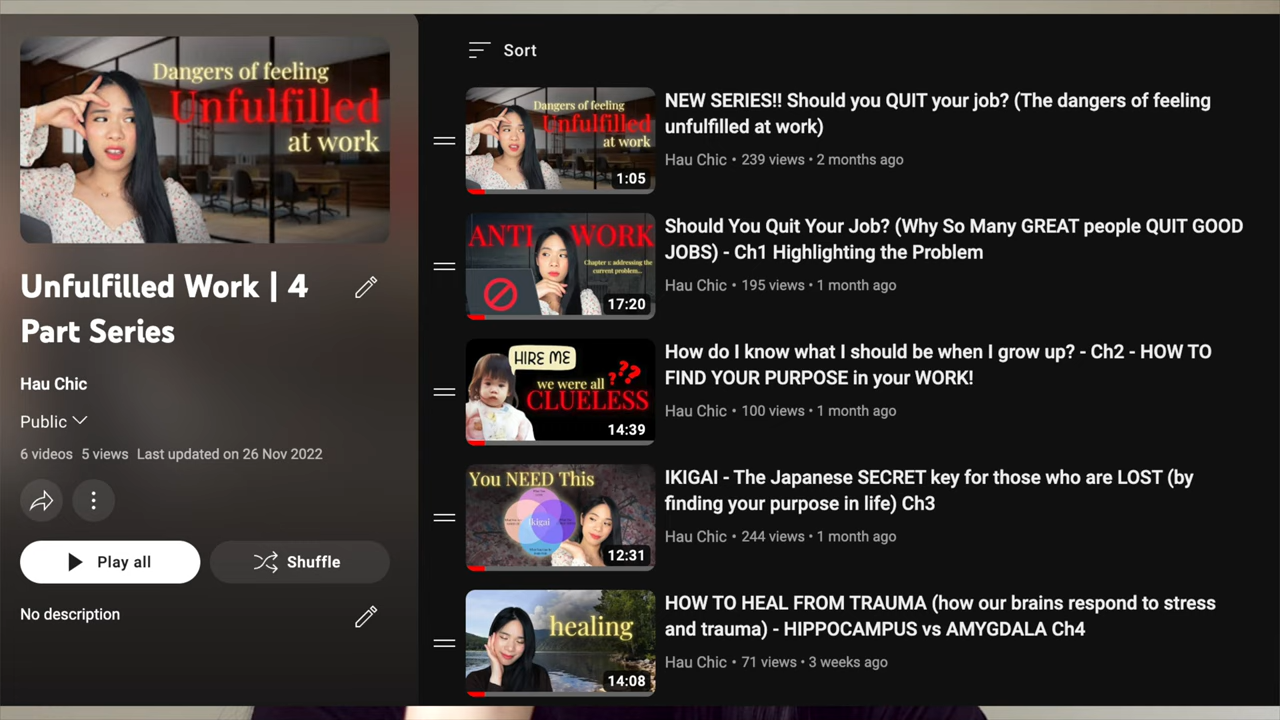 Dangers of feeling
Unfulfilled
at work
Unfulfilled Work | 4
Part Series
Hau Chic
Public
6 videos 5 views Last updated on 26 Nov 2022
Play all
Shuffle
No description
Sort
Dangers of feeling
Unfulfilled
at work
1:05
NEW SERIES!! Should you QUIT your job? (The dangers of feeling
unfulfilled at work)
Hau Chic • 239 views • 2 months ago
ANTI WORK
Chapter 1: addressing the
current problem...
17:20
Should You Quit Your Job? (Why So Many GREAT people QUIT GOOD
JOBS) - Ch1 Highlighting the Problem
Hau Chic • 195 views • 1 month ago
HIRE ME
???
we were all
CLUELESS
14:39
How do I know what I should be when I grow up? - Ch2 - HOW TO
FIND YOUR PURPOSE in your WORK!
Hau Chic • 100 views • 1 month ago
You NEED This
Ikigai
12:31
IKIGAI - The Japanese SECRET key for those who are LOST (by
finding your purpose in life) Ch3
Hau Chic • 244 views • 1 month ago
healing
14:08
HOW TO HEAL FROM TRAUMA (how our brains respond to stress
and trauma) - HIPPOCAMPUS vs AMYGDALA Ch4
Hau Chic • 71 views • 3 weeks ago